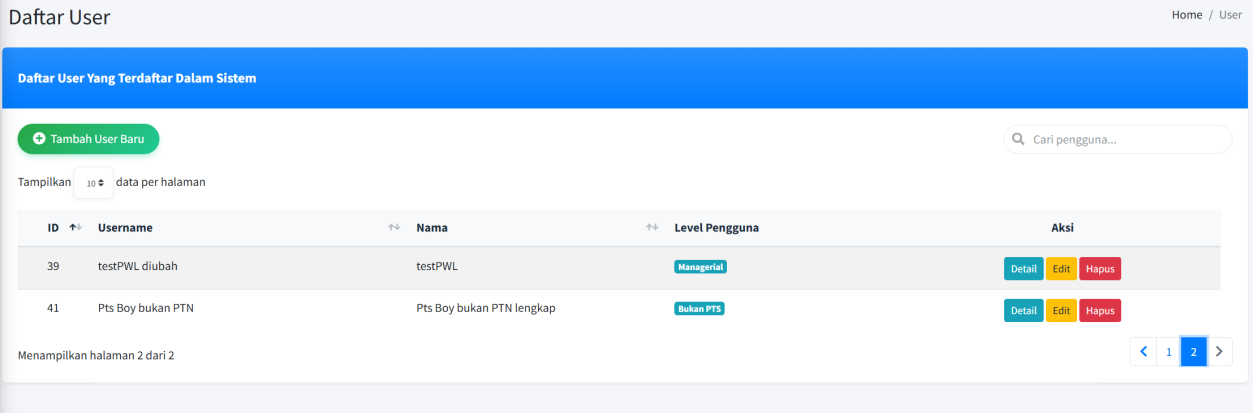 Daftar User
Home / User
Daftar User Yang Terdaftar Dalam Sistem
Tambah User Baru
Cari pengguna...
Tampilkan 10 data per halaman
ID Username Nama Level Pengguna Aksi
39 testPWL diubah testPWL Managerial Detail Edit Hapus
41 Pts Boy bukan PTN Pts Boy bukan PTN lengkap Bukan PTS Detail Edit Hapus
Menampilkan halaman 2 dari 2
1 2